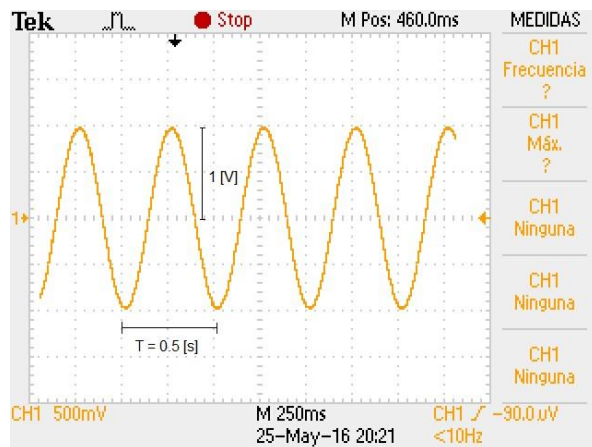 Tek Stop M Pos: 460.0ms MEDIDAS
CH1
Frecuencia
?
CH1
Máx.
?
1 [V]
1
CH1
Ninguna
CH1
Ninguna
T = 0.5 [s]
CH1
Ninguna
CH1 500mV M 250ms CH1 -90.0uV
25-May-16 20:21 <10Hz